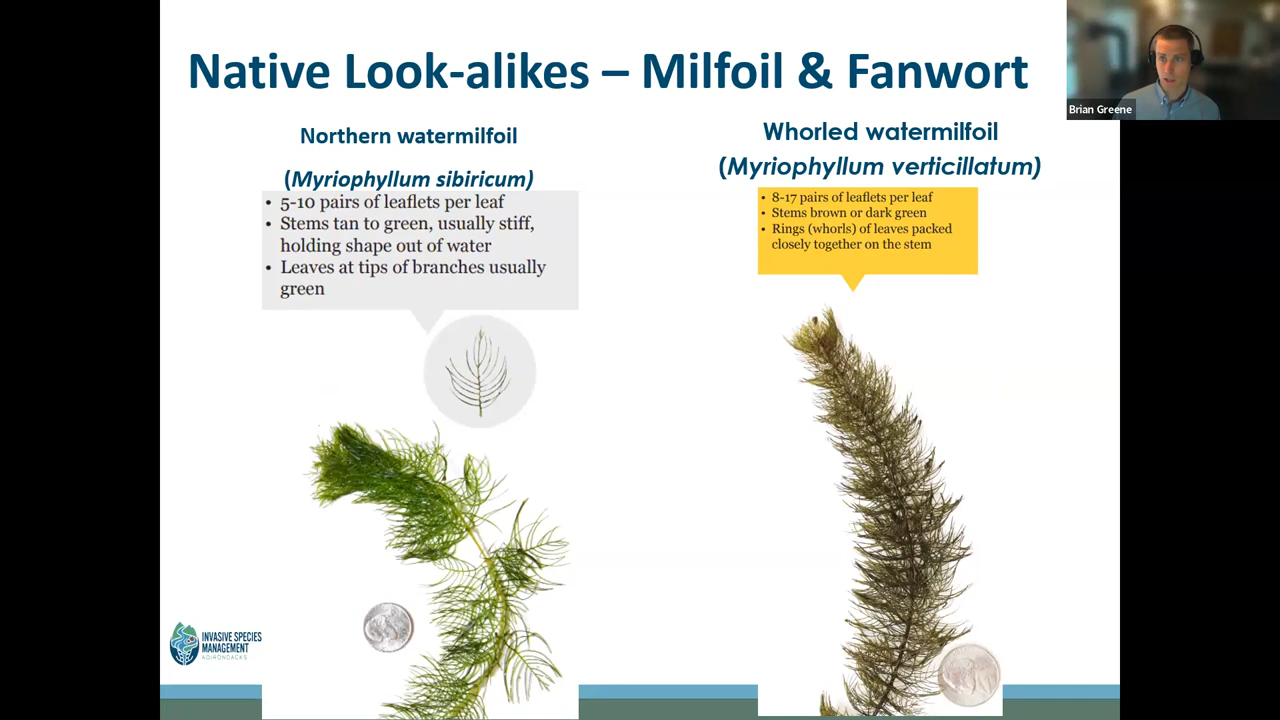 Native Look-alikes – Milfoil & Fanwort
Brian Greene
Northern watermilfoil
(Myriophyllum sibiricum)
• 5-10 pairs of leaflets per leaf
• Stems tan to green, usually stiff,
holding shape out of water
• Leaves at tips of branches usually
green
Whorled watermilfoil
(Myriophyllum verticillatum)
• 8-17 pairs of leaflets per leaf
• Stems brown or dark green
• Rings (whorls) of leaves packed
closely together on the stem
INVASIVE SPECIES
MANAGEMENT
ADIRONDACKS